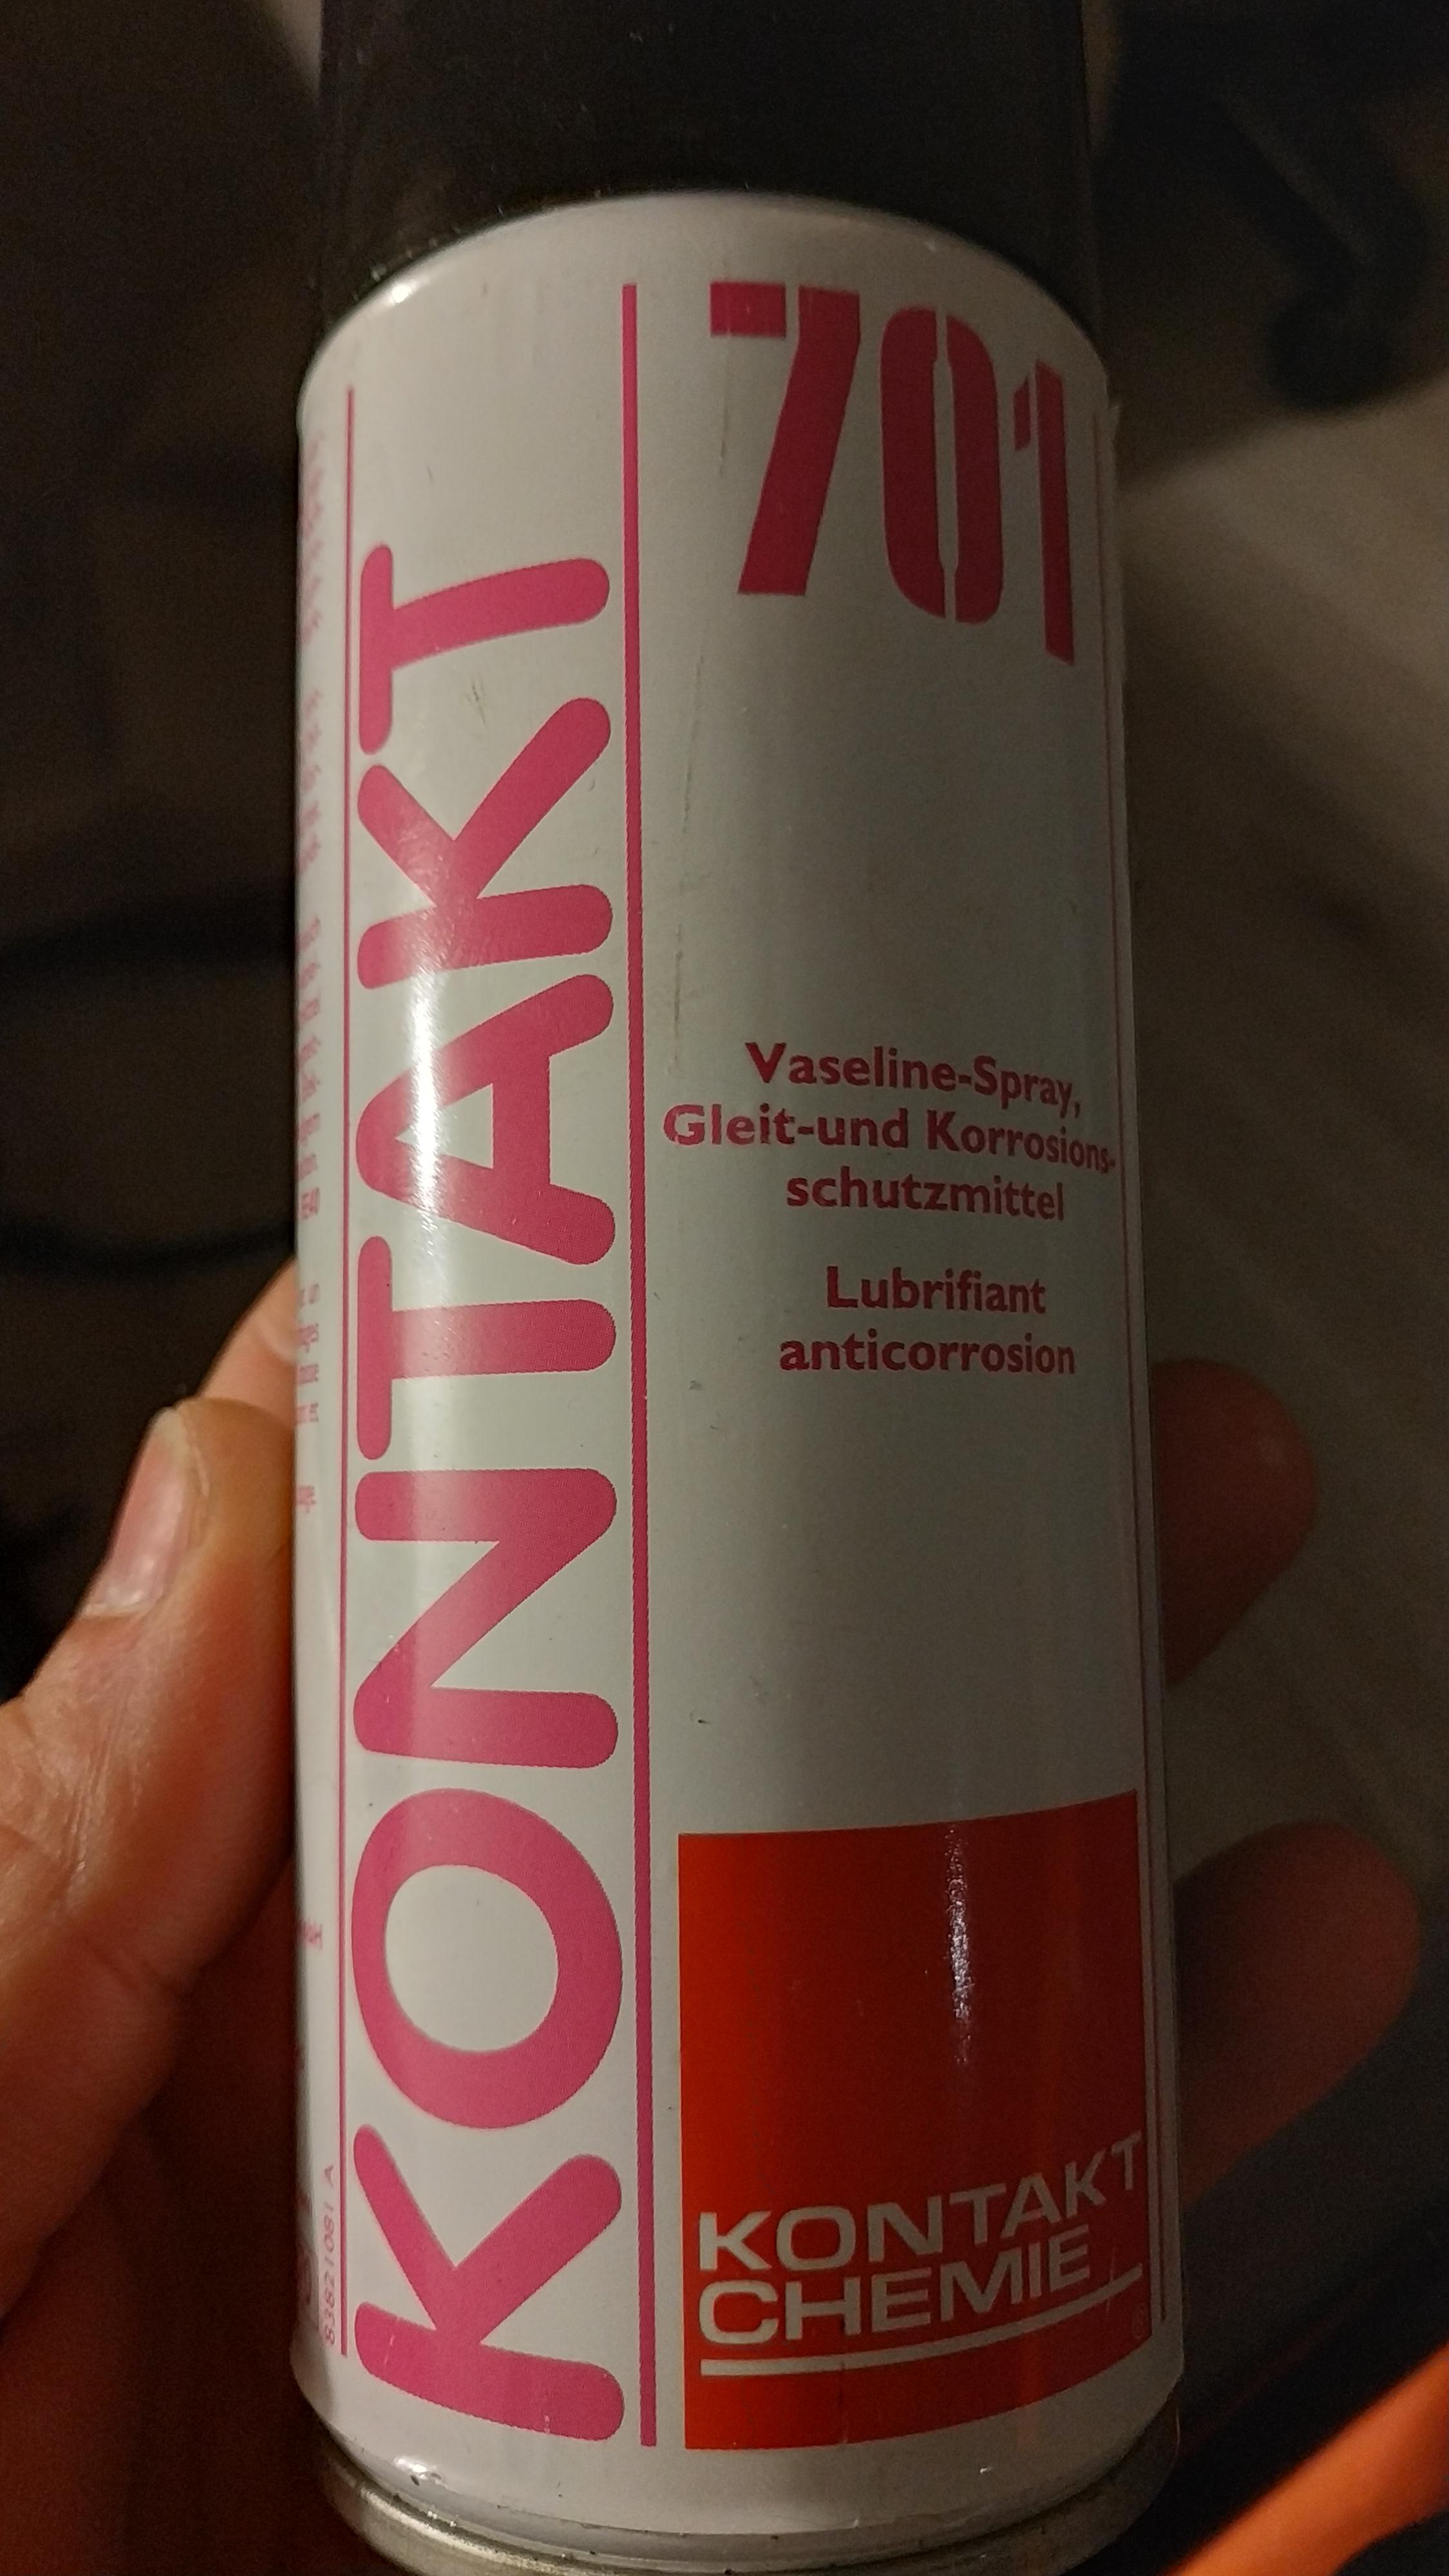 KONTAKT
701
Vaseline-Spray,
Gleit-und Korrosions-
schutzmittel
Lubrifiant
anticorrosion
KONTAKT
CHEMIE